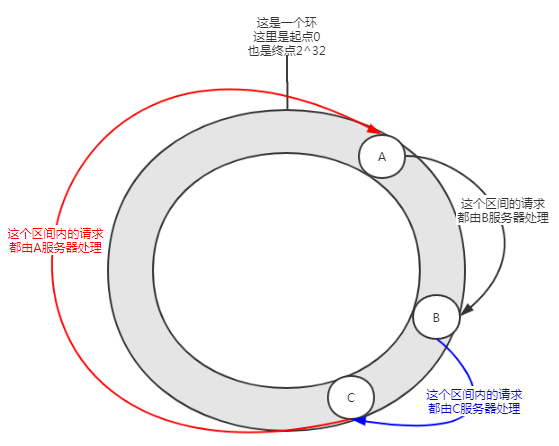 这是一个环
这里是起点0
也是终点2^32
A
这个区间的请求
都由B服务器处理
这个区间内的请求
都由A服务器处理
B
C
这个区间内的请求
都由C服务器处理